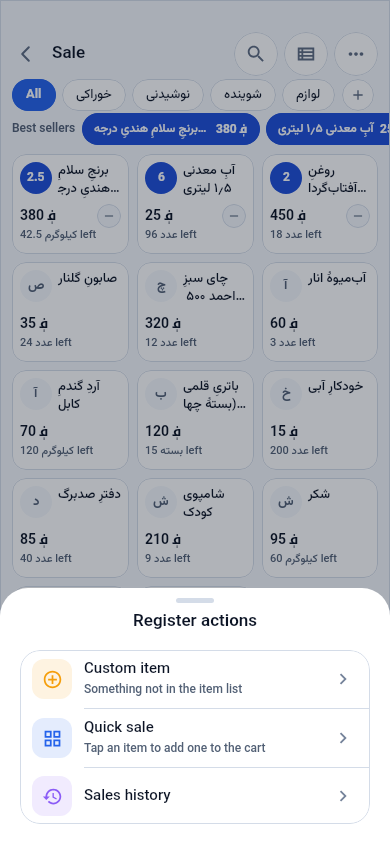 Sale
All
خوراکی
نوشیدنی
شوینده
لوازم
Best sellers
برنجِ سلامِ هندیِ درجه...
380 ؋
آبِ معدنی ۱٫۵ لیتری
2.5
برنجِ سلامِ
هندیِ درجـ...
380 ؋
42.5 کیلوگرم left
6
آبِ معدنی
۱٫۵ لیتری
25 ؋
96 عدد left
2
روغنِ
آفتاب‌گردا...
450 ؋
18 عدد left
ص
صابونِ گلنار
35 ؋
24 عدد left
چ
چای سبزِ
احمد ۵۰۰...
320 ؋
12 عدد left
آ
آب‌میوهٔ انار
60 ؋
3 عدد left
آ
آردِ گندمِ
کابل
70 ؋
120 کیلوگرم left
ب
باتریِ قلمی
(بستهٔ چها...
120 ؋
15 بسته left
خ
خودکارِ آبی
15 ؋
200 عدد left
د
دفترِ صدبرگ
85 ؋
40 عدد left
ش
شامپوی
کودک
210 ؋
9 عدد left
ش
شکر
95 ؋
60 کیلوگرم left
Register actions
Custom item
Something not in the item list
Quick sale
Tap an item to add one to the cart
Sales history